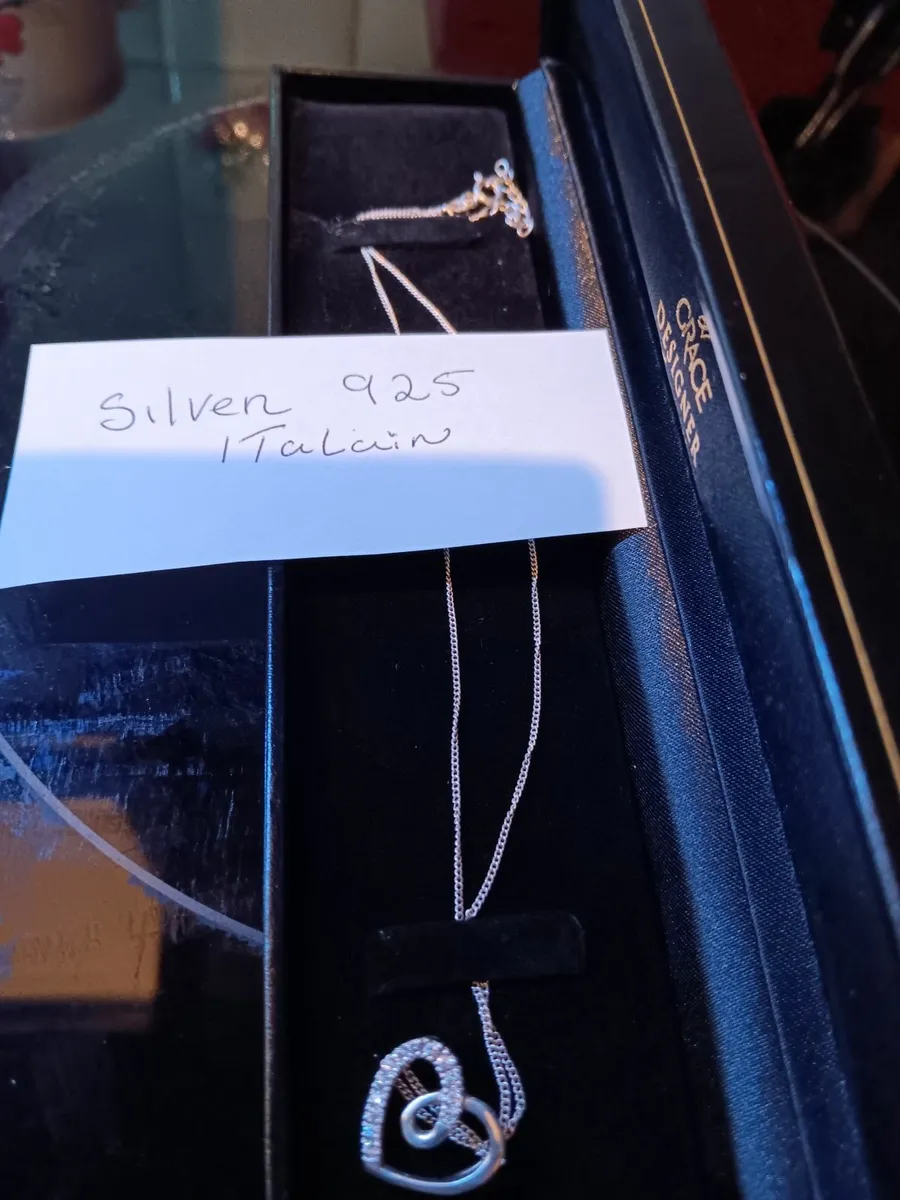 Silver 925
ITaLain
GRACE
DESIGNER